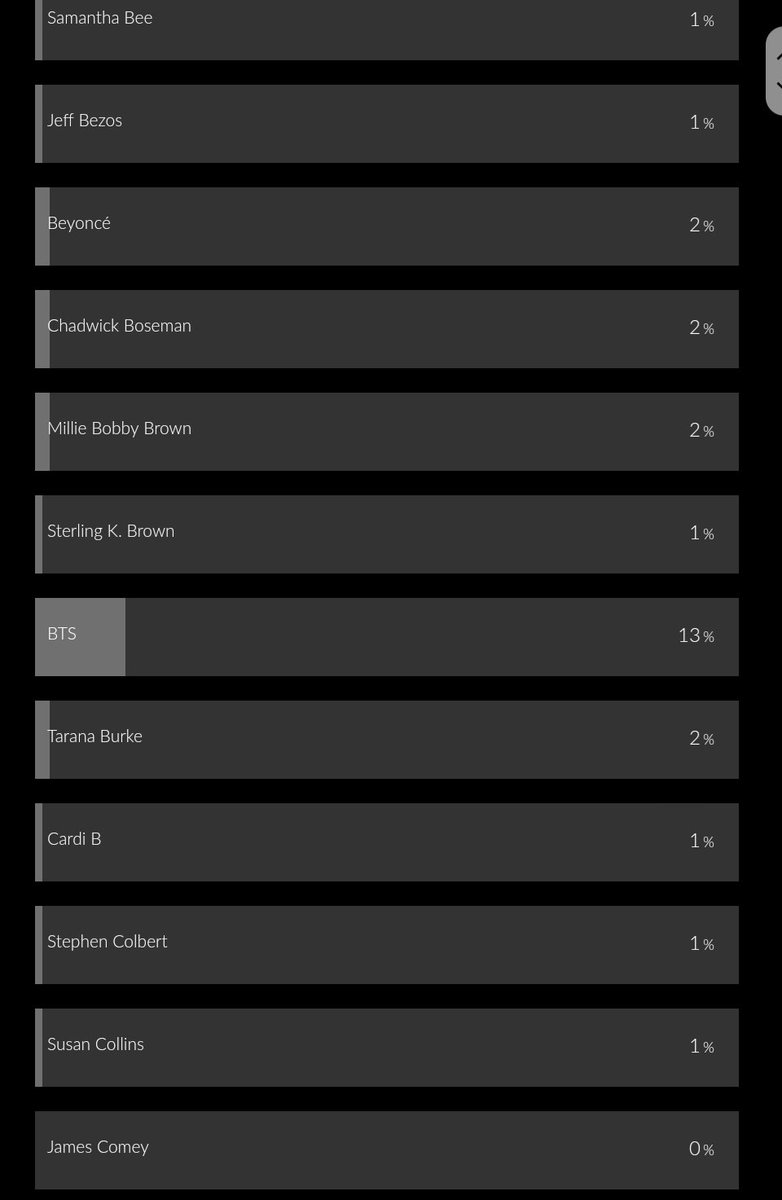 Samantha Bee 1%
Jeff Bezos 1%
Beyoncé 2%
Chadwick Boseman 2%
Millie Bobby Brown 2%
Sterling K. Brown 1%
BTS 13%
Tarana Burke 2%
Cardi B 1%
Stephen Colbert 1%
Susan Collins 1%
James Comey 0%